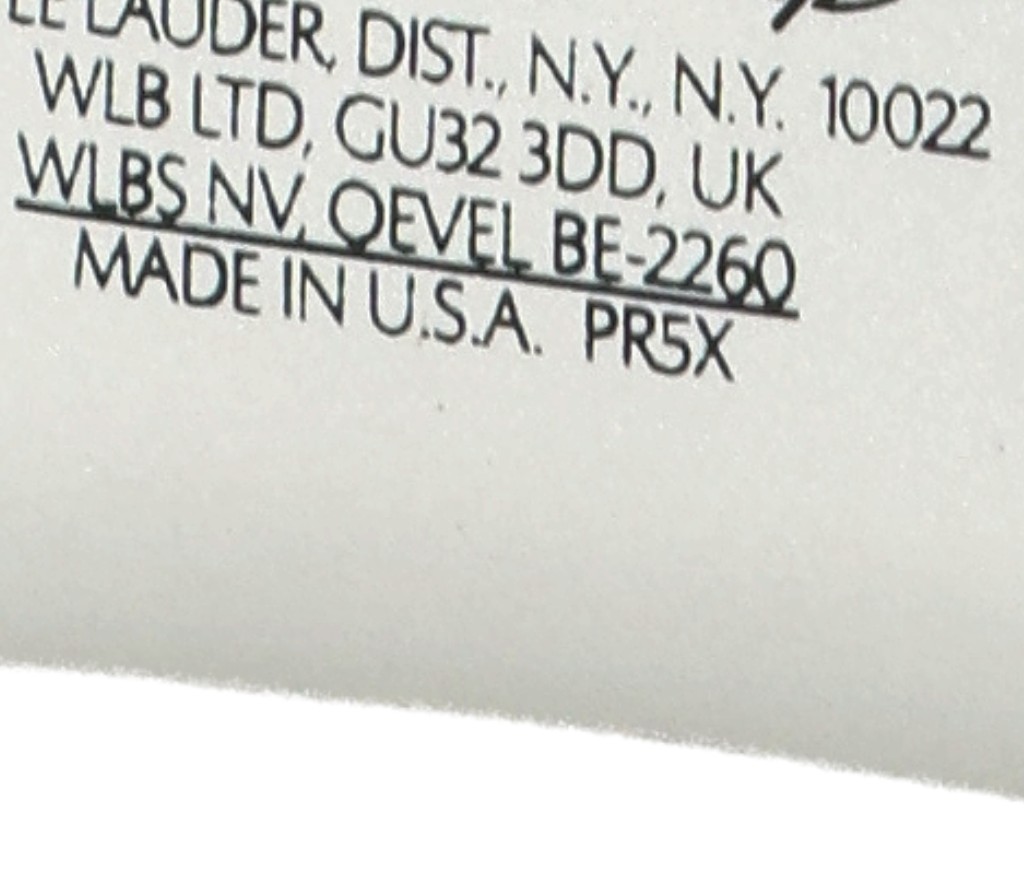 LAUDER, DIST., N.Y., N.Y. 10022
WLB LTD, GU32 3DD, UK
WLBS NV, OEVEL BE-2260
MADE IN U.S.A. PR5X